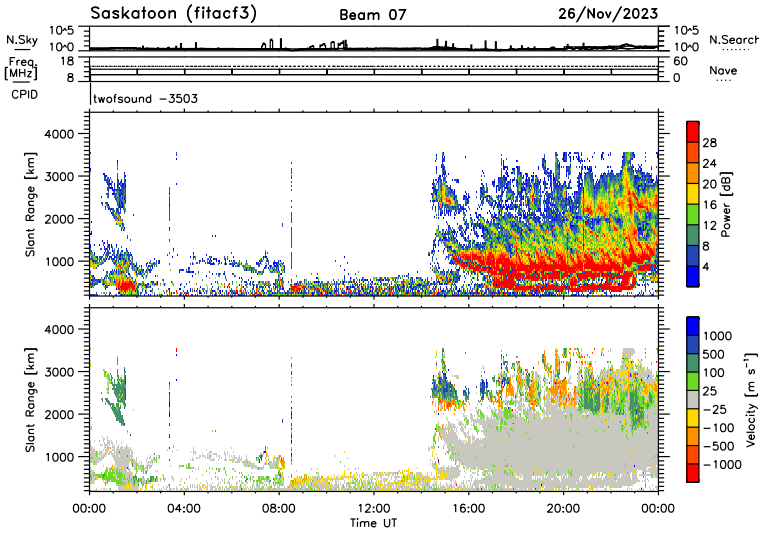 Saskatoon (fitacf3) Beam 07 26/Nov/2023
N.Sky 10^5 10^5 N.Search
10^0 10^0
Freq. 18 60
[MHz] Nave
8 0
CPID
twofsound -3503
Slant Range [km]
4000
3000
2000
1000
28
24
20
16
12
8
4
Power [dB]
Slant Range [km]
4000
3000
2000
1000
1000
500
100
25
-25
-100
-500
-1000
Velocity [m s⁻¹]
00:00 04:00 08:00 12:00 16:00 20:00 00:00
Time UT